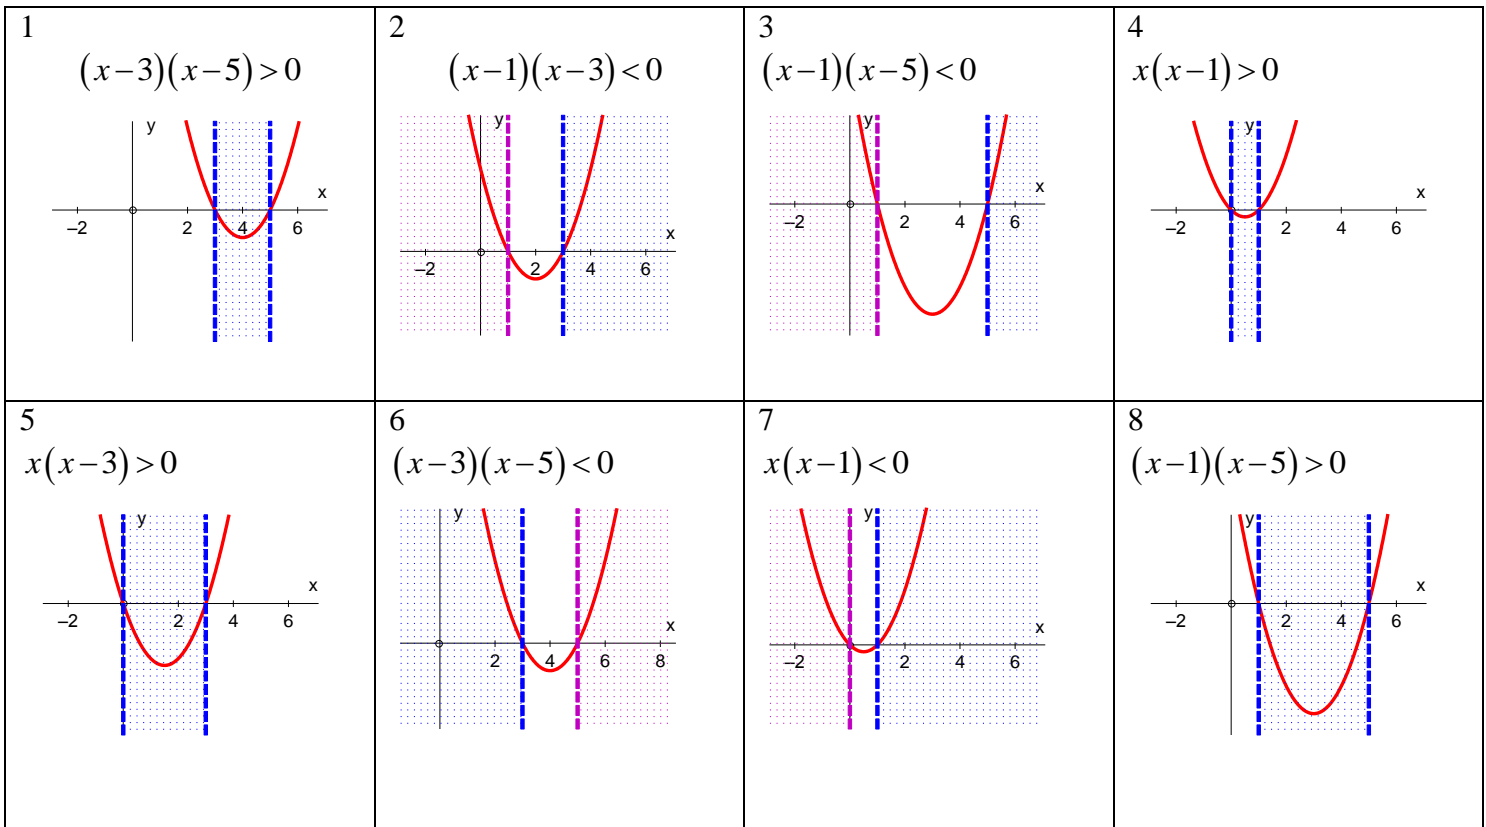 1
(x−3)(x−5)>0
y
x
−2 2 4 6
2
(x−1)(x−3)<0
y
x
−2 2 4 6
3
(x−1)(x−5)<0
y
x
−2 2 4 6
4
x(x−1)>0
y
x
−2 2 4 6
5
x(x−3)>0
y
x
−2 2 4 6
6
(x−3)(x−5)<0
y
x
2 4 6 8
7
x(x−1)<0
y
x
−2 2 4 6
8
(x−1)(x−5)>0
y
x
−2 2 4 6